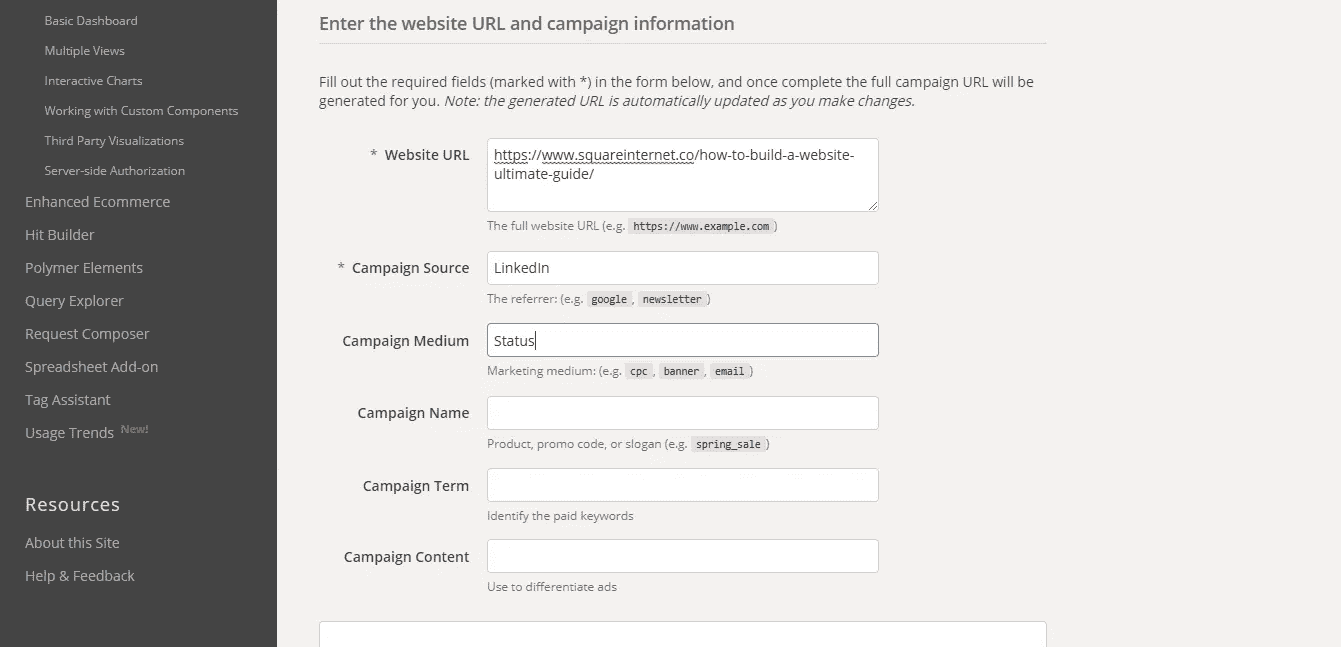 Basic Dashboard
Multiple Views
Interactive Charts
Working with Custom Components
Third Party Visualizations
Server-side Authorization
Enhanced Ecommerce
Hit Builder
Polymer Elements
Query Explorer
Request Composer
Spreadsheet Add-on
Tag Assistant
Usage Trends New!
Resources
About this Site
Help & Feedback
Enter the website URL and campaign information
Fill out the required fields (marked with *) in the form below, and once complete the full campaign URL will be
generated for you. Note: the generated URL is automatically updated as you make changes.
* Website URL
https://www.squareinternet.co/how-to-build-a-website-
ultimate-guide/
The full website URL (e.g. https://www.example.com )
* Campaign Source
LinkedIn
The referrer: (e.g. google , newsletter )
Campaign Medium
Status
Marketing medium: (e.g. cpc , banner , email )
Campaign Name
Product, promo code, or slogan (e.g. spring_sale )
Campaign Term
Identify the paid keywords
Campaign Content
Use to differentiate ads